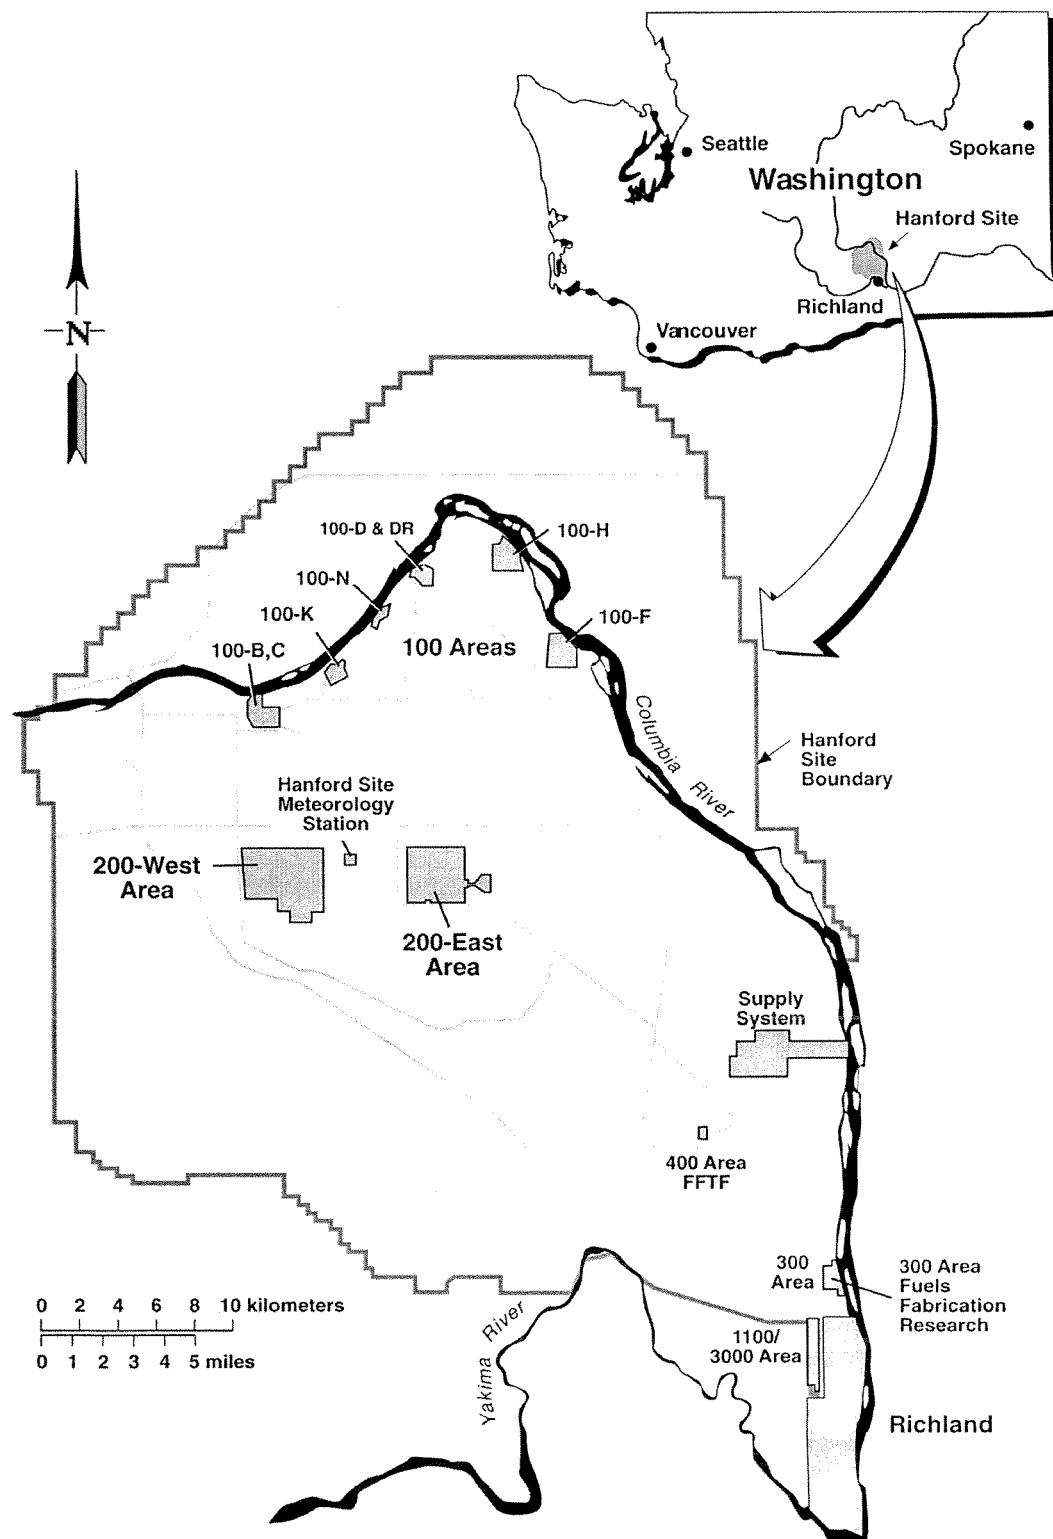 Seattle
Spokane
Washington
Hanford Site
Richland
Vancouver
N
100-D & DR
100-H
100-N
100-K
100-F
100-B,C
100 Areas
Columbia River
Hanford
Site
Boundary
Hanford Site
Meteorology
Station
200-West
Area
200-East
Area
Supply
System
400 Area
FFTF
300
Area
300 Area
Fuels
Fabrication
Research
0 2 4 6 8 10 kilometers
0 1 2 3 4 5 miles
Yakima River
1100/
3000 Area
Richland